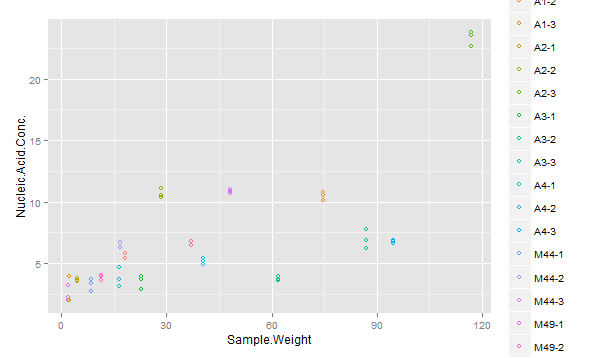 A1-2
A1-3
A2-1
A2-2
A2-3
A3-1
A3-2
A3-3
A4-1
A4-2
A4-3
M44-1
M44-2
M44-3
M49-1
M49-2
20
15
10
5
Nucleic.Acid.Conc.
0
30
60
90
120
Sample.Weight